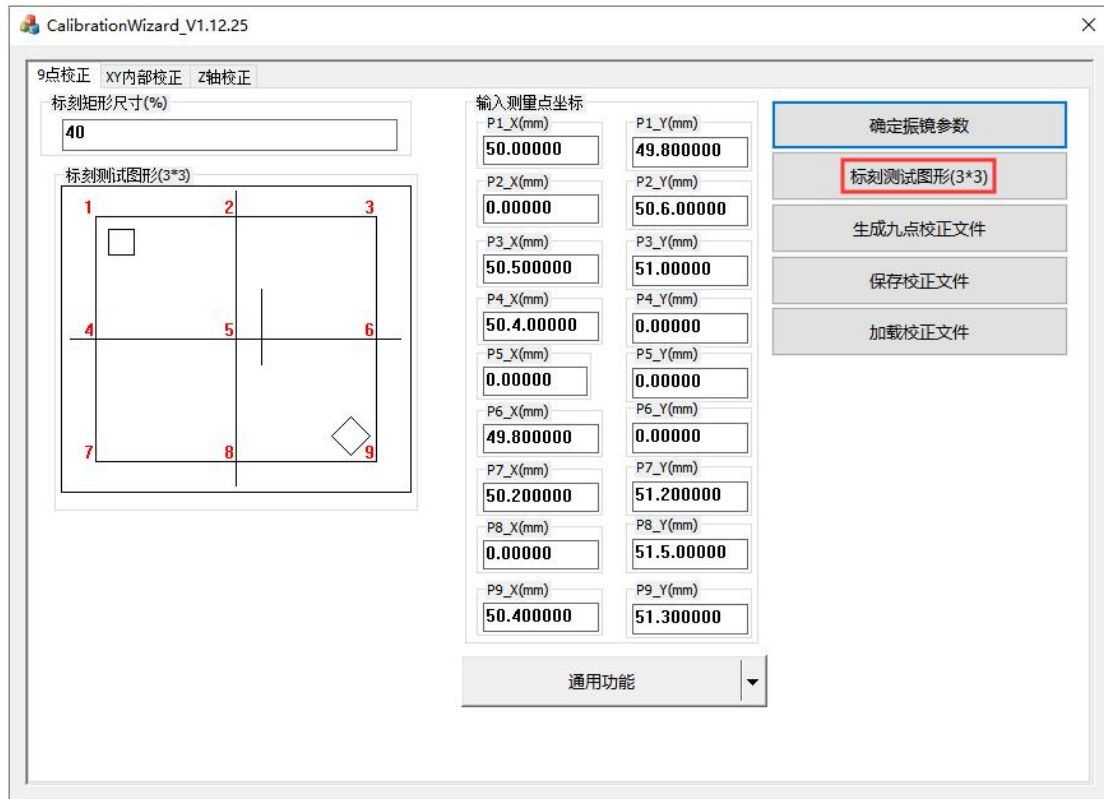 CalibrationWizard_V1.12.25
9点校正 XY内部校正 Z轴校正
标刻矩形尺寸(%)
40
标刻测试图形(3*3)
1 2 3
4 5 6
7 8 9
输入测量点坐标
P1_X(mm) P1_Y(mm)
50.00000 49.800000
P2_X(mm) P2_Y(mm)
0.00000 50.6.00000
P3_X(mm) P3_Y(mm)
50.500000 51.00000
P4_X(mm) P4_Y(mm)
50.4.00000 0.00000
P5_X(mm) P5_Y(mm)
0.00000 0.00000
P6_X(mm) P6_Y(mm)
49.800000 0.00000
P7_X(mm) P7_Y(mm)
50.200000 51.200000
P8_X(mm) P8_Y(mm)
0.00000 51.5.00000
P9_X(mm) P9_Y(mm)
50.400000 51.300000
通用功能
确定振镜参数
标刻测试图形(3*3)
生成九点校正文件
保存校正文件
加载校正文件